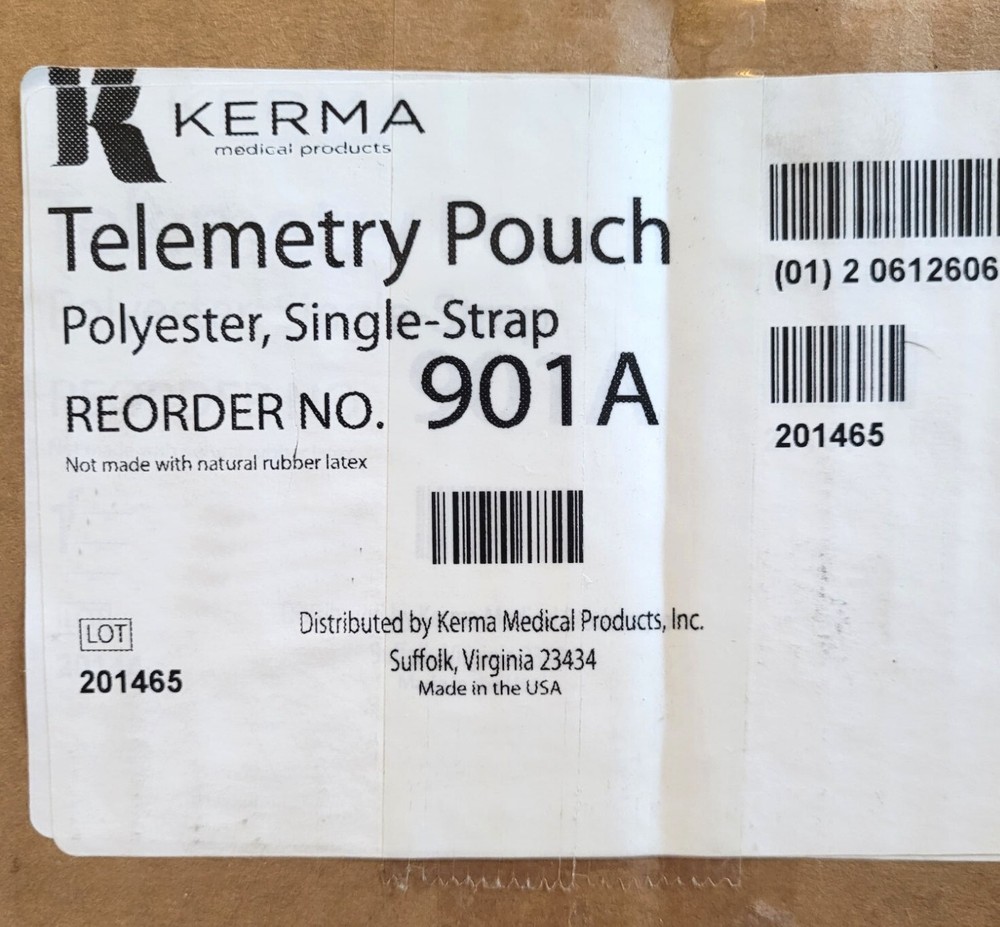 KERMA
medical products
Telemetry Pouch
Polyester, Single-Strap
REORDER NO. 901A
Not made with natural rubber latex
LOT
201465
Distributed by Kerma Medical Products, Inc.
Suffolk, Virginia 23434
Made in the USA
(01) 2 0612606
201465